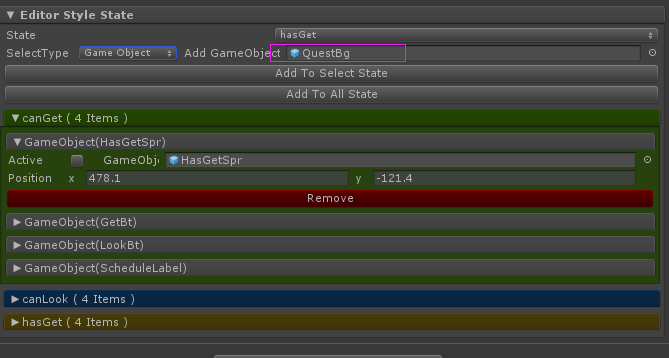 Editor Style State
State hasGet
SelectType Game Object Add GameObject QuestBg
Add To Select State
Add To All State
canGet ( 4 Items )
GameObject(HasGetSpr)
Active GameObj HasGetSpr
Position x 478.1 y -121.4
Remove
GameObject(GetBt)
GameObject(LookBt)
GameObject(ScheduleLabel)
canLook ( 4 Items )
hasGet ( 4 Items )